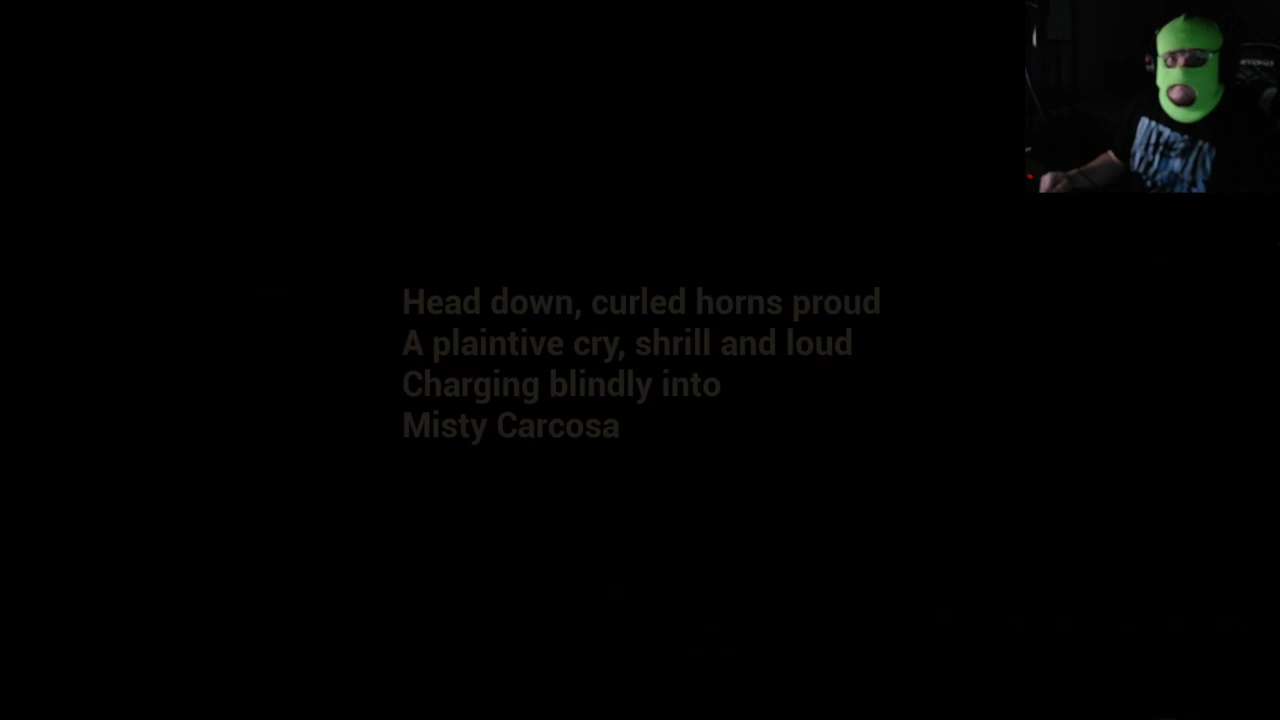 Head down, curled horns proud
A plaintive cry, shrill and loud
Charging blindly into
Misty Carcosa